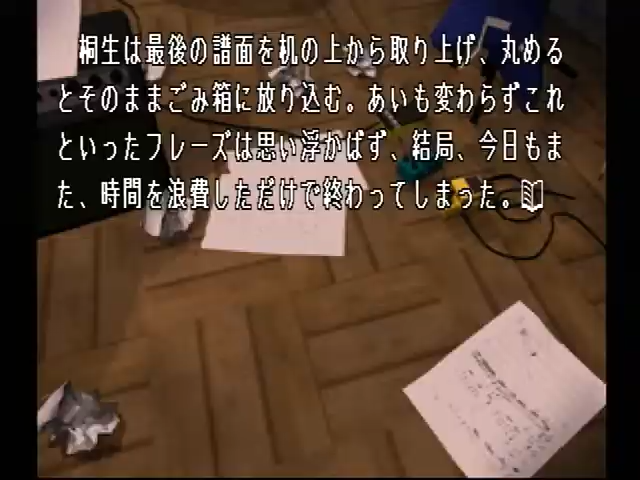 桐生は最後の譜面を机の上から取り上げ、丸める
とそのままごみ箱に放り込む。あいも変わらずこれ
といったフレーズは思い浮かばず、結局、今日もま
た、時間を浪費しただけで終わってしまった。